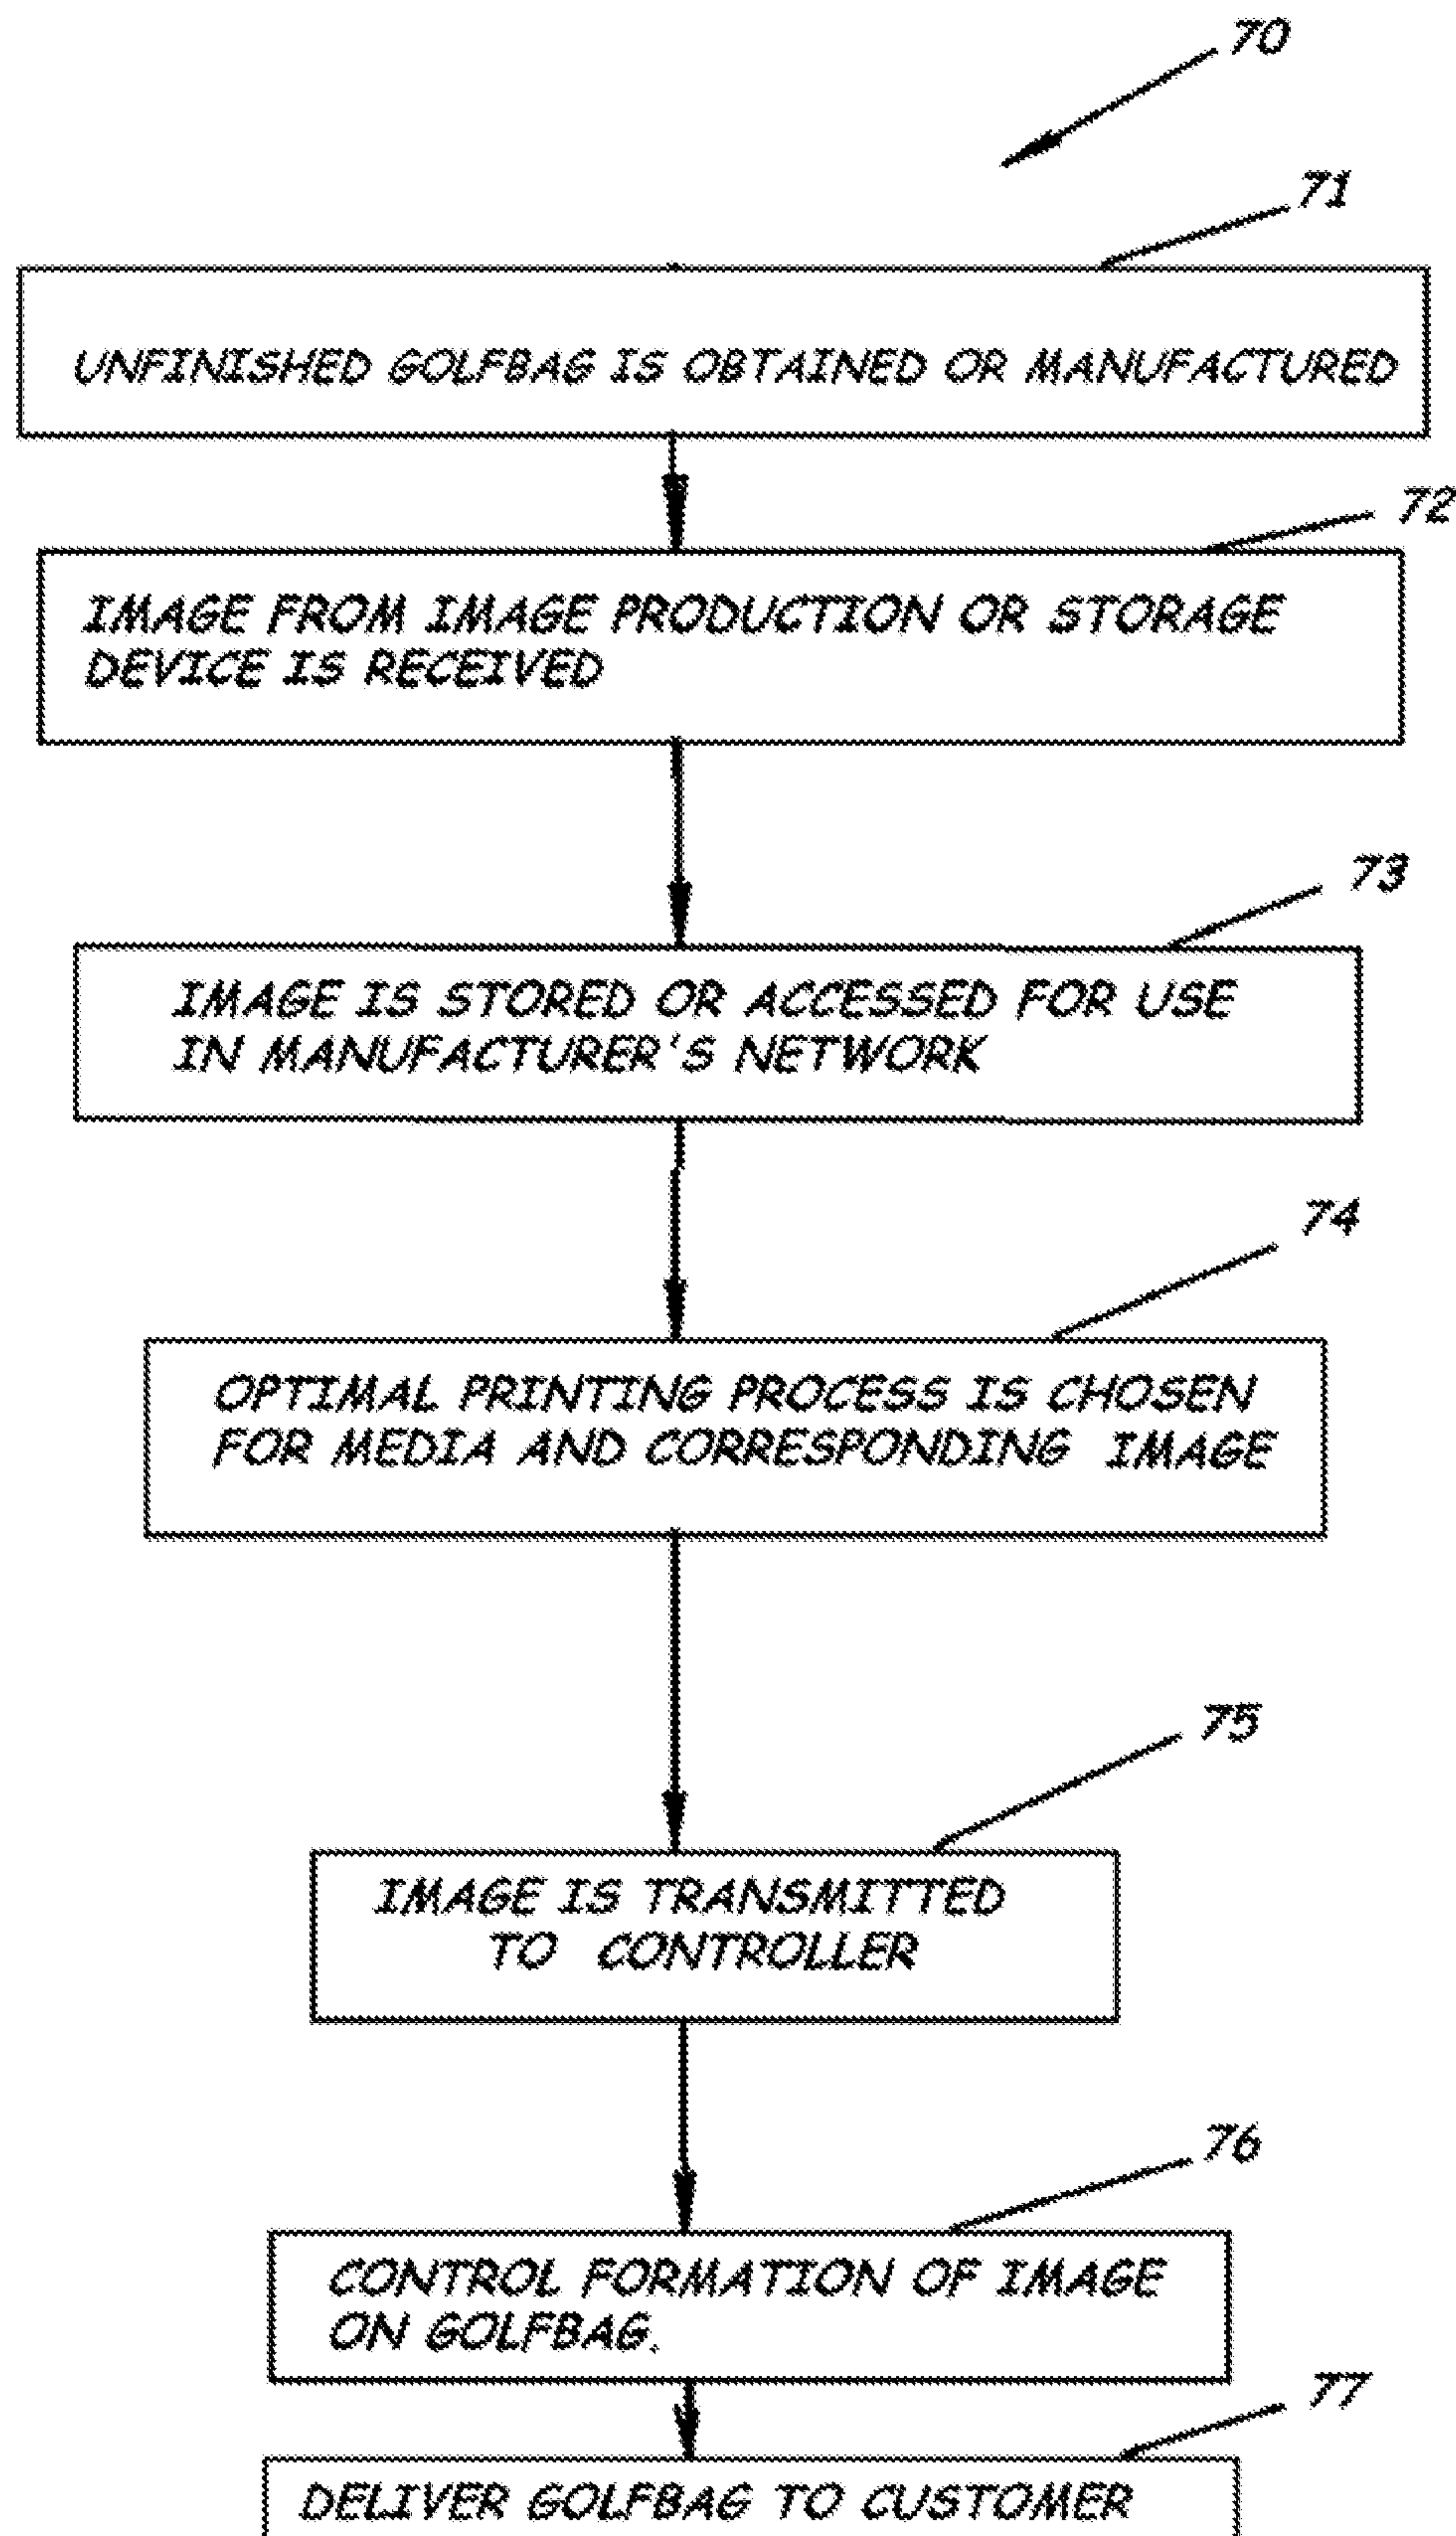 70
71
UNFINISHED GOLFBAG IS OBTAINED OR MANUFACTURED
72
IMAGE FROM IMAGE PRODUCTION OR STORAGE
DEVICE IS RECEIVED
73
IMAGE IS STORED OR ACCESSED FOR USE
IN MANUFACTURER'S NETWORK
74
OPTIMAL PRINTING PROCESS IS CHOSEN
FOR MEDIA AND CORRESPONDING IMAGE
75
IMAGE IS TRANSMITTED
TO CONTROLLER
76
CONTROL FORMATION OF IMAGE
ON GOLFBAG.
77
DELIVER GOLFBAG TO CUSTOMER